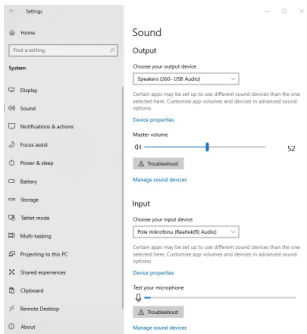 Settings
Home
Find a setting
System
Display
Sound
Notifications & actions
Focus assist
Power & sleep
Battery
Storage
Tablet mode
Multi-tasking
Projecting to this PC
Shared experiences
Clipboard
Remote Desktop
About
Sound
Output
Choose your output device
Speakers (260- USB Audio)
Certain apps may be set up to use different sound devices than the one
selected here. Customise app volumes and devices in advanced sound
options.
Device properties
Master volume
52
Troubleshoot
Manage sound devices
Input
Choose your input device
Pole mikrofonu (Realtek(R) Audio)
Certain apps may be set up to use different sound devices than the one
selected here. Customise app volumes and devices in advanced sound
options.
Device properties
Test your microphone
Troubleshoot
Manage sound devices